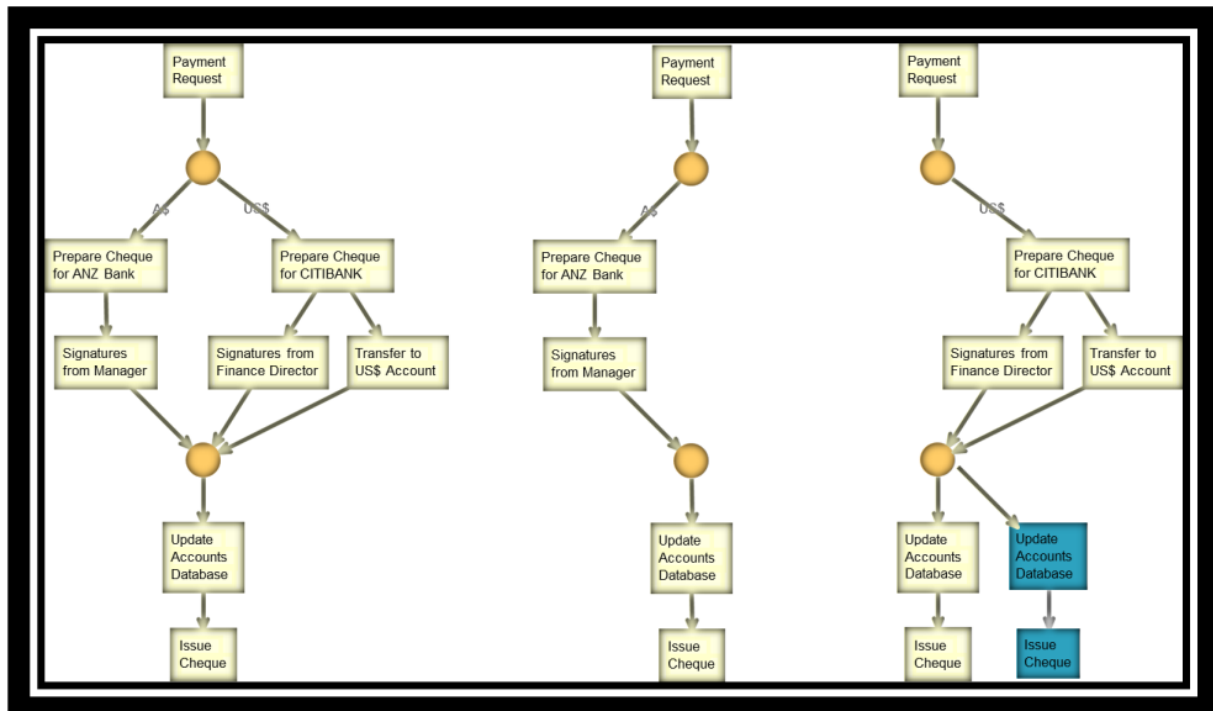 Payment
Request
Payment
Request
Payment
Request
A$
US$
A$
US$
Prepare Cheque
for ANZ Bank
Prepare Cheque
for CITIBANK
Prepare Cheque
for ANZ Bank
Prepare Cheque
for CITIBANK
Signatures
from Manager
Signatures from
Finance Director
Transfer to
US$ Account
Signatures
from Manager
Signatures from
Finance Director
Transfer to
US$ Account
Update
Accounts
Database
Update
Accounts
Database
Update
Accounts
Database
Update
Accounts
Database
Issue
Cheque
Issue
Cheque
Issue
Cheque
Issue
Cheque